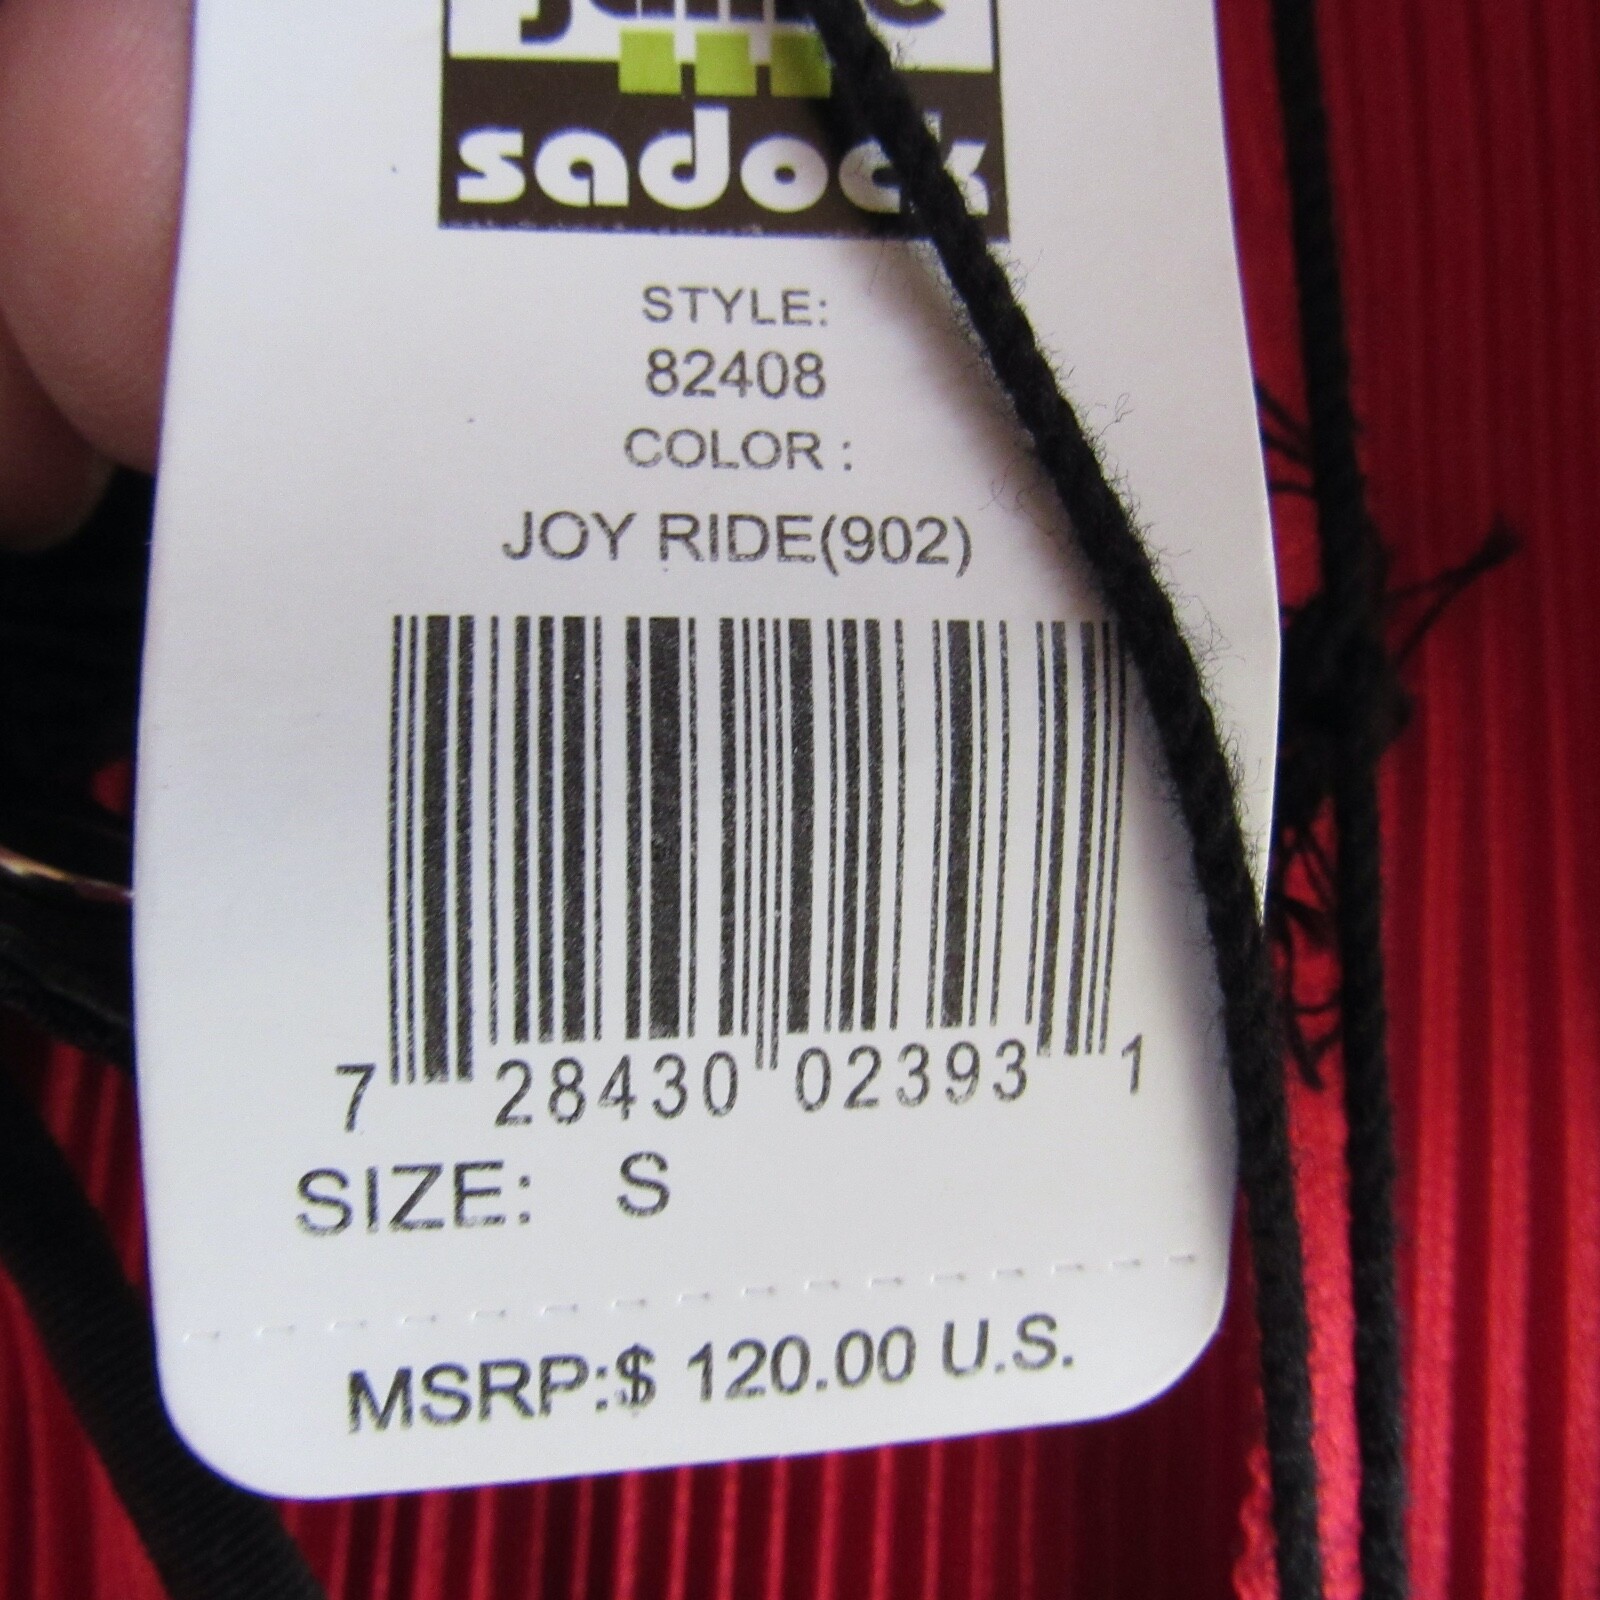 sadock
STYLE:
82408
COLOR :
JOY RIDE(902)
7 28430 02393 1
SIZE: S
MSRP:$ 120.00 U.S.